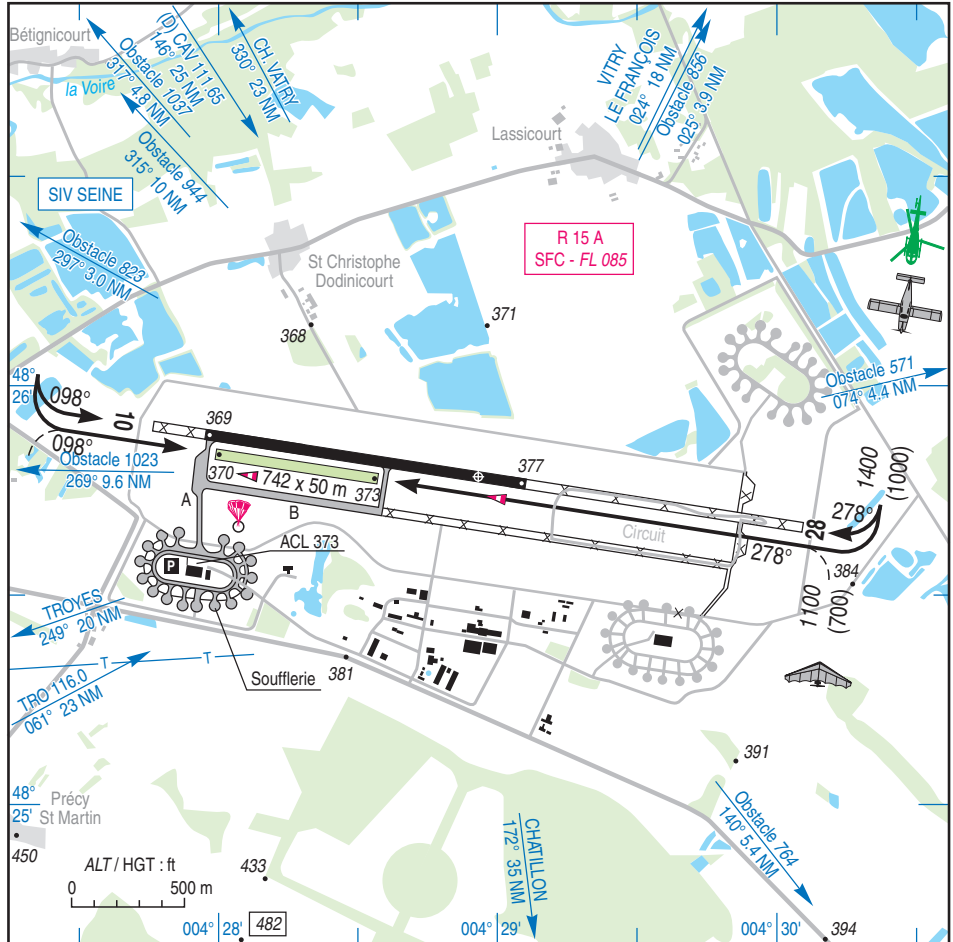 Bétignicourt
la Voire
(D) CAV 111.65
146° 25 NM
Obstacle 1037
317° 4.8 NM
CH. VATRY
330° 23 NM
Obstacle 944
315° 10 NM
VITRY
LE FRANÇOIS
024° 18 NM
Obstacle 856
025° 3.9 NM
Lassicourt
SIV SEINE
R 15 A
SFC - FL 085
Obstacle 823
297° 3.0 NM
St Christophe
Dodinicourt
368
371
48°
26'
098°
098°
10
369
Obstacle 571
074° 4.4 NM
Obstacle 1023
269° 9.6 NM
370
742 x 50 m
373
377
1400
(1000)
A
B
Circuit
278°
278°
28
384
1100
(700)
ACL 373
P
TROYES
249° 20 NM
T
T
TRO 116.0
061° 23 NM
Soufflerie
381
391
48°
25'
Précy
St Martin
450
Obstacle 764
140° 5.4 NM
CHATILLON
172° 35 NM
ALT / HGT : ft
0
500 m
433
004° 28'
482
004° 29'
004° 30'
394